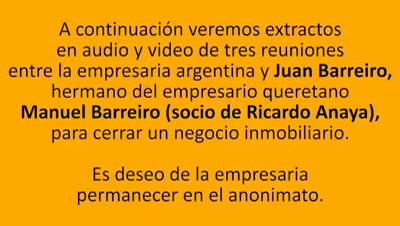 A continuación veremos extractos
en audio y video de tres reuniones
entre la empresaria argentina y Juan Barreiro,
hermano del empresario queretano
Manuel Barreiro (socio de Ricardo Anaya),
para cerrar un negocio inmobiliario.
Es deseo de la empresaria
permanecer en el anonimato.